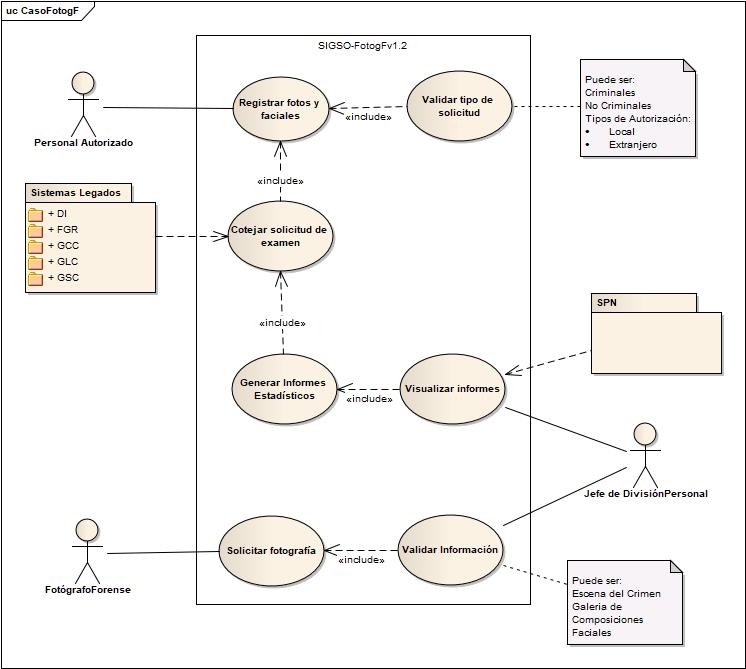 uc CasoFotogF
SIGSO-FotogFv1.2
Personal Autorizado
Registrar fotos y
faciales
«include»
Validar tipo de
solicitud
Puede ser:
Criminales
No Criminales
Tipos de Autorización:
• Local
• Extranjero
«include»
Sistemas Legados
+ DI
+ FGR
+ GCC
+ GLC
+ GSC
Cotejar solicitud de
examen
«include»
SPN
Generar Informes
Estadísticos
«include»
Visualizar informes
Jefe de DivisiónPersonal
FotógrafoForense
Solicitar fotografía
«include»
Validar Información
Puede ser:
Escena del Crimen
Galeria de
Composiciones
Faciales